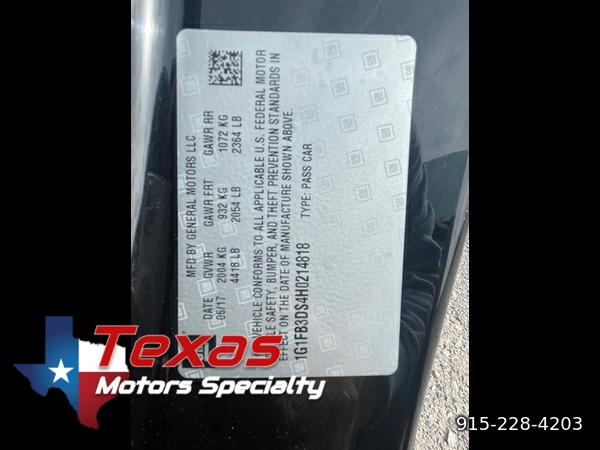 MFD BY GENERAL MOTORS LLC
DATE GVWR GAWR FRT GAWR RR
06/17 2004 KG 932 KG 1072 KG
4418 LB 2054 LB 2364 LB
VEHICLE CONFORMS TO ALL APPLICABLE U.S. FEDERAL MOTOR
SAFETY, BUMPER, AND THEFT PREVENTION STANDARDS IN
EFFECT ON THE DATE OF MANUFACTURE SHOWN ABOVE.
1G1FB3DS4H0214818 TYPE: PASS CAR
Texas
Motors Specialty
915-228-4203